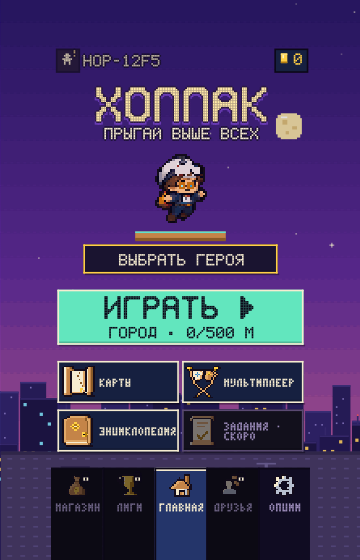 HOP-12F5
0
ХОППАК
ПРЫГАЙ ВЫШЕ ВСЕХ
ВЫБРАТЬ ГЕРОЯ
ИГРАТЬ
ГОРОД · 0/500 М
КАРТЫ
МУЛЬТИПЛЕЕР
ЭНЦИКЛОПЕДИЯ
ЗАДАНИЯ ·
СКОРО
МАГАЗИН
ЛИГИ
ГЛАВНАЯ
ДРУЗЬЯ
ОПЦИИ